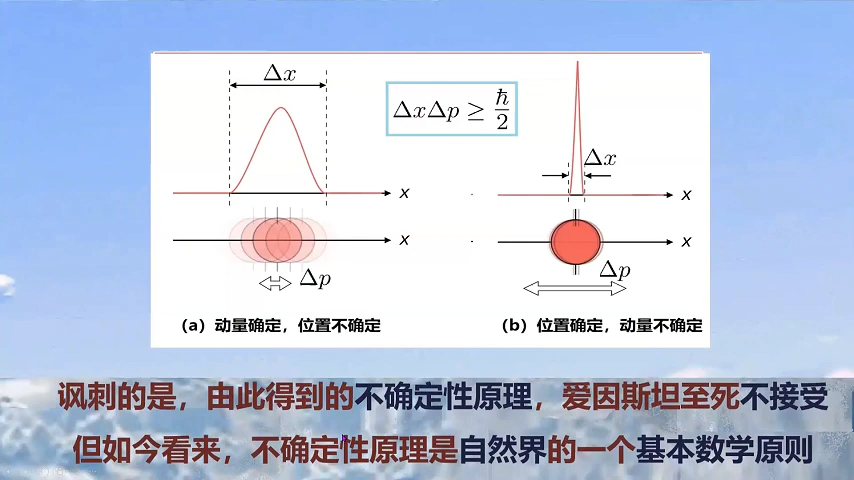 Δx
ΔxΔp ≥ ħ/2
Δx
x
x
x
x
Δp
Δp
(a) 动量确定，位置不确定
(b) 位置确定，动量不确定
讽刺的是，由此得到的不确定性原理，爱因斯坦至死不接受
但如今看来，不确定性原理是自然界的一个基本数学原则